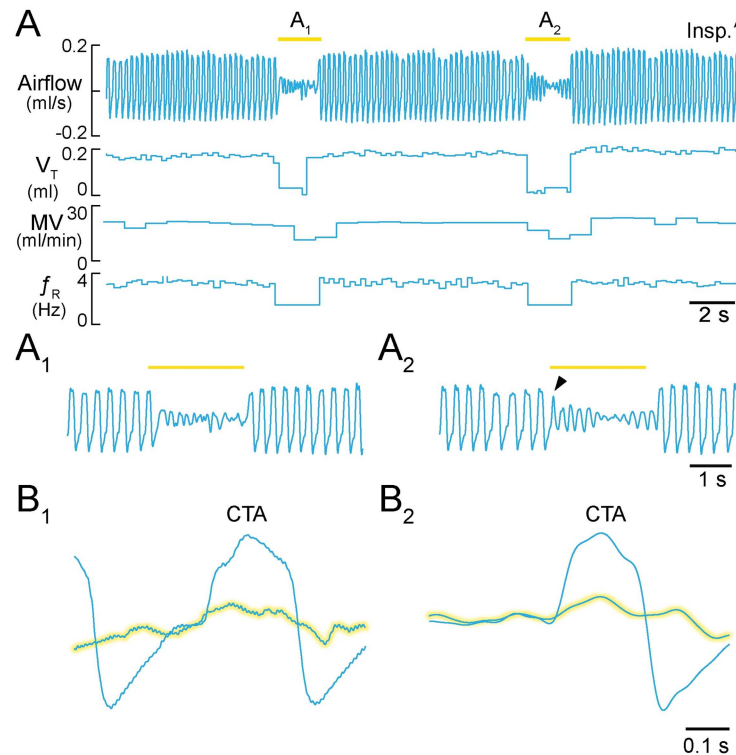 A
A1 A2
Insp.
Airflow
(ml/s)
0.2
-0.2
VT
(ml)
0.2
0
MV
(ml/min)
30
0
fR
(Hz)
4
0
2 s
A1
A2
1 s
B1
CTA
B2
CTA
0.1 s